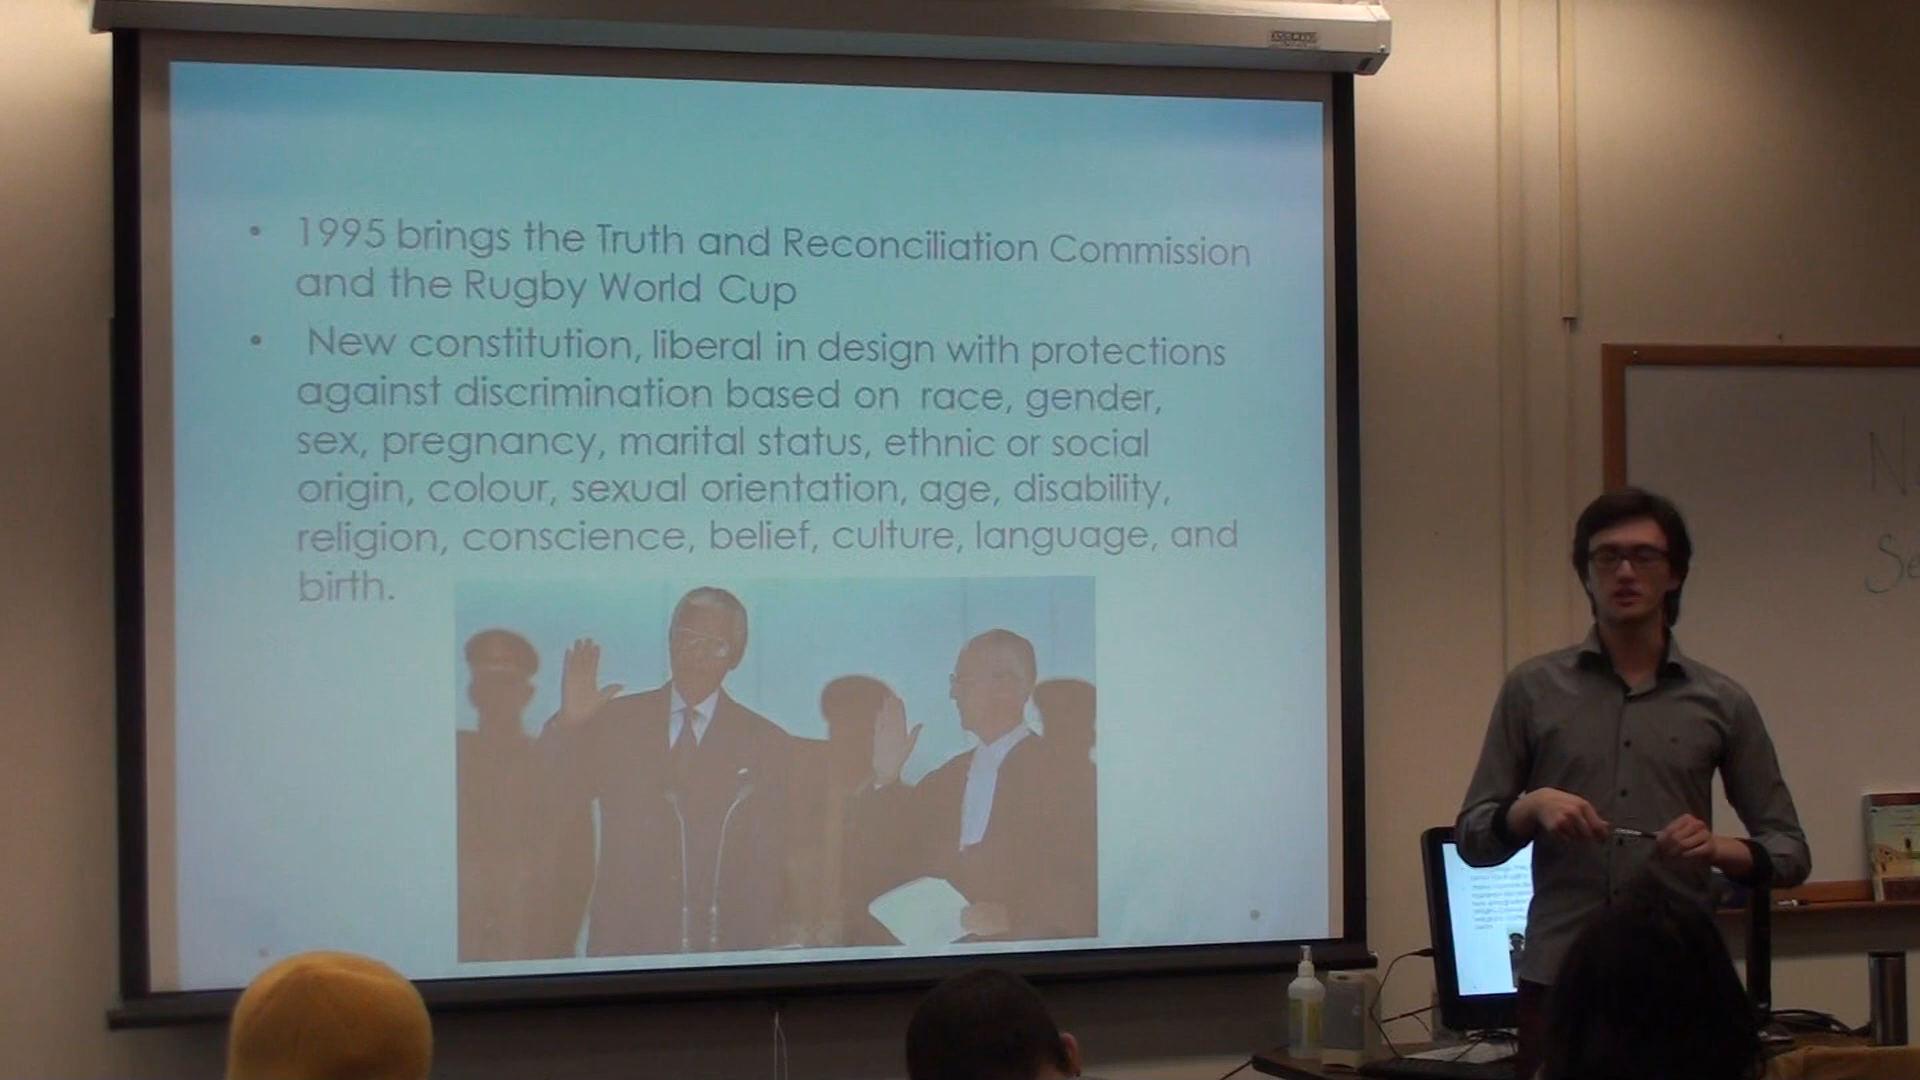 • 1995 brings the Truth and Reconciliation Commission
and the Rugby World Cup
• New constitution, liberal in design with protections
against discrimination based on race, gender,
sex, pregnancy, marital status, ethnic or social
origin, colour, sexual orientation, age, disability,
religion, conscience, belief, culture, language, and
birth.